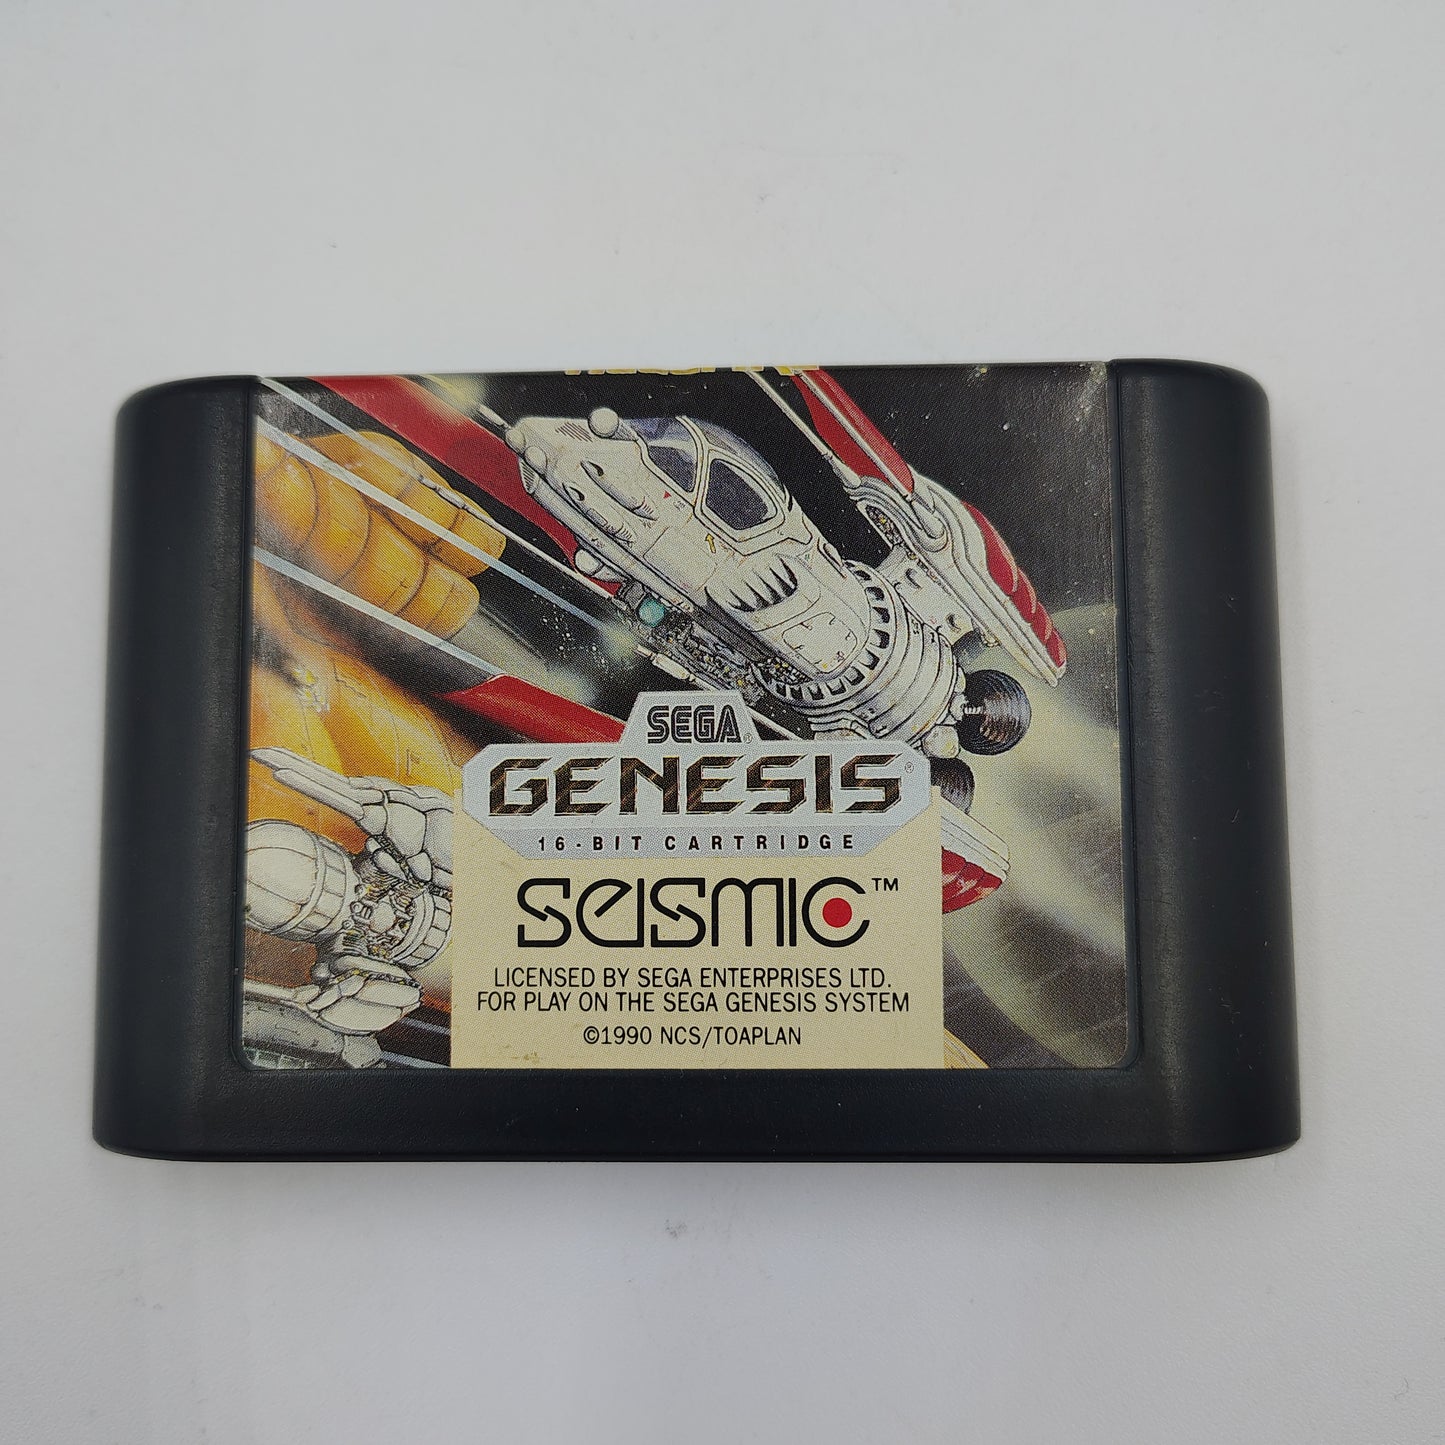 SEGA®
GENESIS®
16-BIT CARTRIDGE
SEISMIC™
LICENSED BY SEGA ENTERPRISES LTD.
FOR PLAY ON THE SEGA GENESIS SYSTEM
©1990 NCS/TOAPLAN